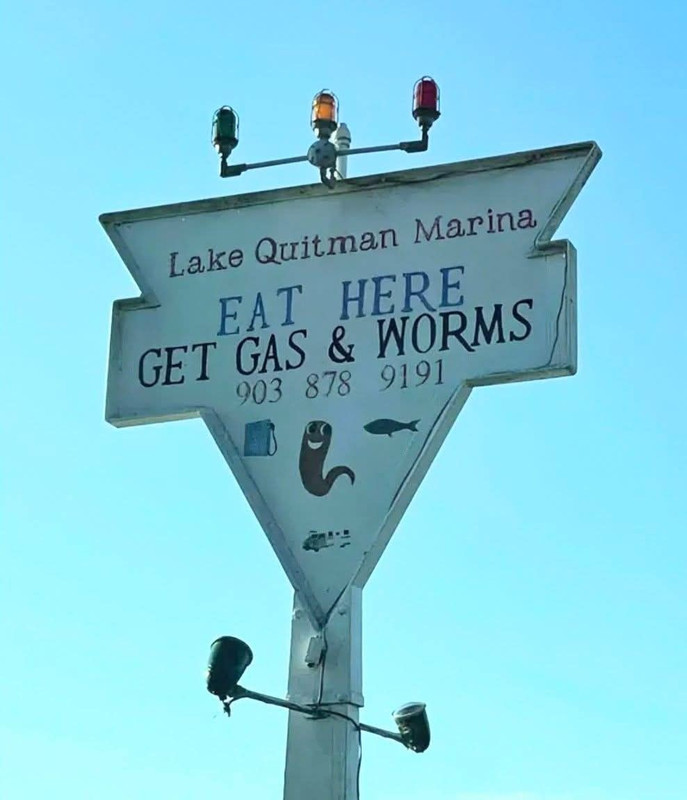 Lake Quitman Marina
EAT HERE
GET GAS & WORMS
903 878 9191